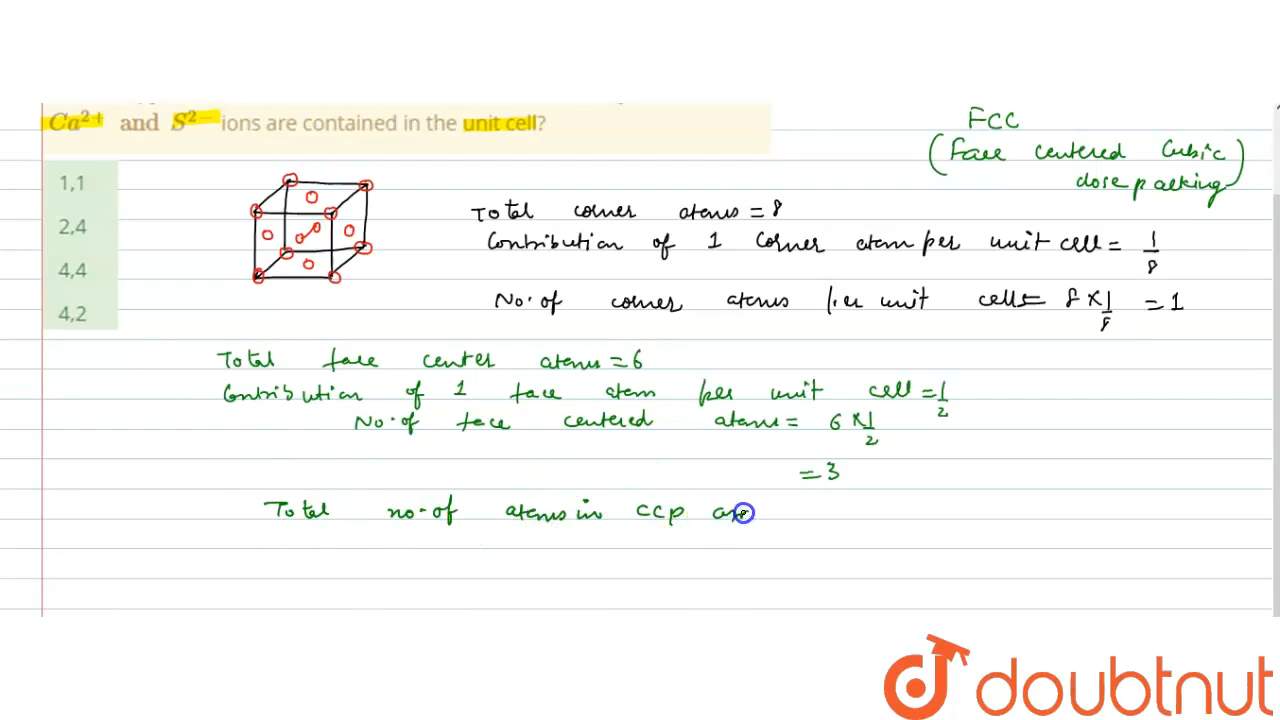 Ca²⁺ and S²⁻ ions are contained in the unit cell?
1,1
2,4
4,4
4,2
FCC
(Face centered Cubic
close packing)
Total corner atoms = 8
Contribution of 1 corner atom per unit cell = 1/8
No. of corner atoms per unit cell = 8 × 1/8 = 1
Total face center atoms = 6
Contribution of 1 face atom per unit cell = 1/2
No. of face centered atoms = 6 × 1/2
= 3
Total no. of atoms in CCP are
doubtnut